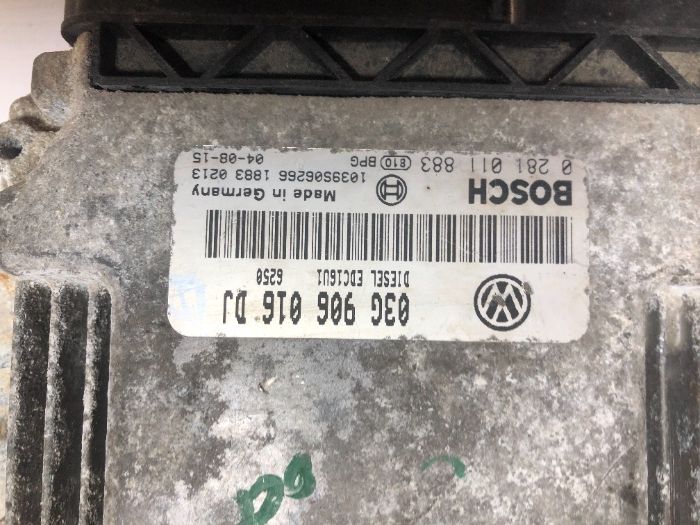 03G 906 016 DJ
DIESEL EDC16U1 6250
BOSCH
Made in Germany
1039S06266 1883 0213
0 281 011 883 E10 BPG 04-08-15